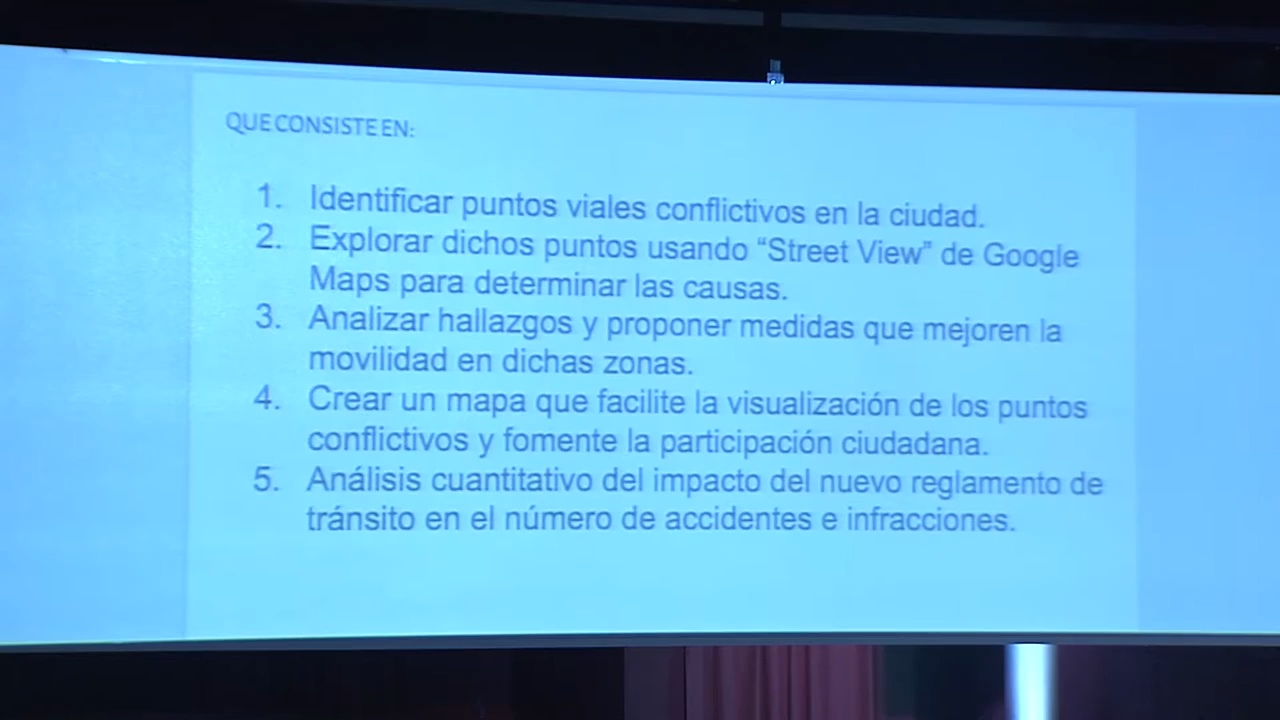 QUE CONSISTE EN:
1. Identificar puntos viales conflictivos en la ciudad.
2. Explorar dichos puntos usando “Street View” de Google
Maps para determinar las causas.
3. Analizar hallazgos y proponer medidas que mejoren la
movilidad en dichas zonas.
4. Crear un mapa que facilite la visualización de los puntos
conflictivos y fomente la participación ciudadana.
5. Análisis cuantitativo del impacto del nuevo reglamento de
tránsito en el número de accidentes e infracciones.